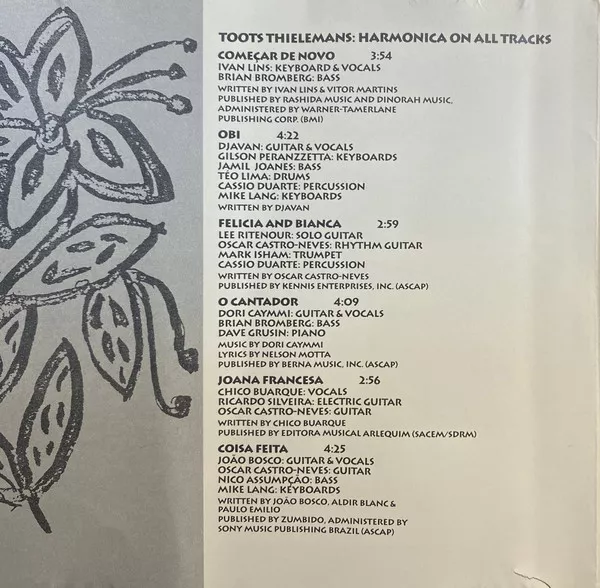 TOOTS THIELEMANS: HARMONICA ON ALL TRACKS
COMEÇAR DE NOVO 3:54
IVAN LINS: KEYBOARD & VOCALS
BRIAN BROMBERG: BASS
WRITTEN BY IVAN LINS & VITOR MARTINS
PUBLISHED BY RASHIDA MUSIC AND DINORAH MUSIC,
ADMINISTERED BY WARNER-TAMERLANE
PUBLISHING CORP. (BMI)
OBI 4:22
DJAVAN: GUITAR & VOCALS
GILSON PERANZZETTA: KEYBOARDS
JAMIL JOANES: BASS
TÉO LIMA: DRUMS
CASSIO DUARTE: PERCUSSION
MIKE LANG: KEYBOARDS
WRITTEN BY DJAVAN
FELICIA AND BIANCA 2:59
LEE RITENOUR: SOLO GUITAR
OSCAR CASTRO-NEVES: RHYTHM GUITAR
MARK ISHAM: TRUMPET
CASSIO DUARTE: PERCUSSION
WRITTEN BY OSCAR CASTRO-NEVES
PUBLISHED BY KENNIS ENTERPRISES, INC. (ASCAP)
O CANTADOR 4:09
DORI CAYMMI: GUITAR & VOCALS
BRIAN BROMBERG: BASS
DAVE GRUSIN: PIANO
MUSIC BY DORI CAYMMI
LYRICS BY NELSON MOTTA
PUBLISHED BY BERNA MUSIC, INC. (ASCAP)
JOANA FRANCESA 2:56
CHICO BUARQUE: VOCALS
RICARDO SILVEIRA: ELECTRIC GUITAR
OSCAR CASTRO-NEVES: GUITAR
WRITTEN BY CHICO BUARQUE
PUBLISHED BY EDITORA MUSICAL ARLEQUIM (SACEM/SDRM)
COISA FEITA 4:25
JOÃO BOSCO: GUITAR & VOCALS
OSCAR CASTRO-NEVES: GUITAR
NICO ASSUMPÇÃO: BASS
MIKE LANG: KEYBOARDS
WRITTEN BY JOÃO BOSCO, ALDIR BLANC &
PAULO EMILIO
PUBLISHED BY ZUMBIDO, ADMINISTERED BY
SONY MUSIC PUBLISHING BRAZIL (ASCAP)